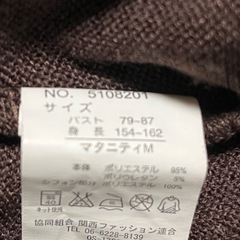 NO. 5108201
サイズ
バスト 79~87
身長 154~162
マタニティM
本体 ポリエステル 95%
ポリウレタン 5%
シフォン切付 ポリエステル 100%
協同組合 関西ファッション連合
TEL 06-6228-8139